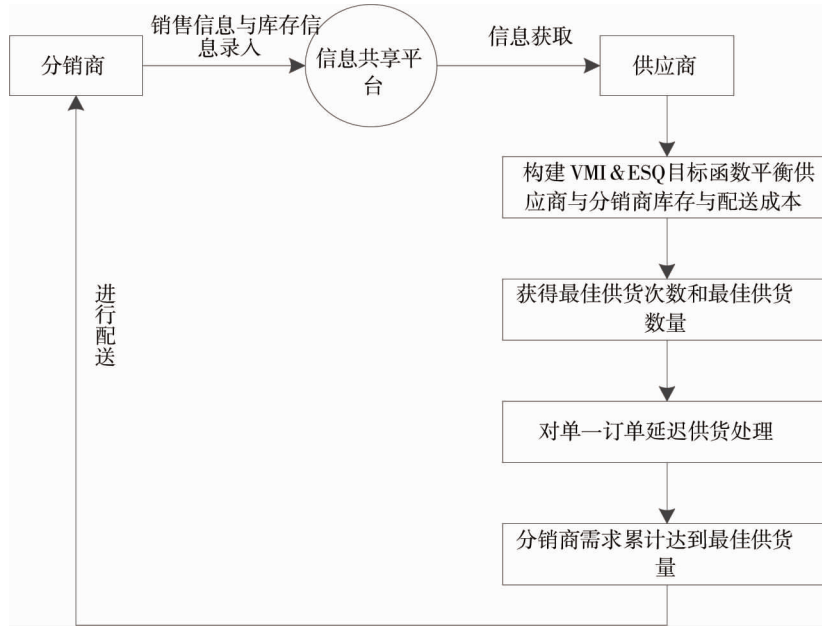 销售信息与库存信
息录入
信息获取
分销商
信息共享平
台
供应商
构建 VMI & ESQ目标函数平衡供
应商与分销商库存与配送成本
获得最佳供货次数和最佳供货
数量
进行配送
对单一订单延迟供货处理
分销商需求累计达到最佳供货
量